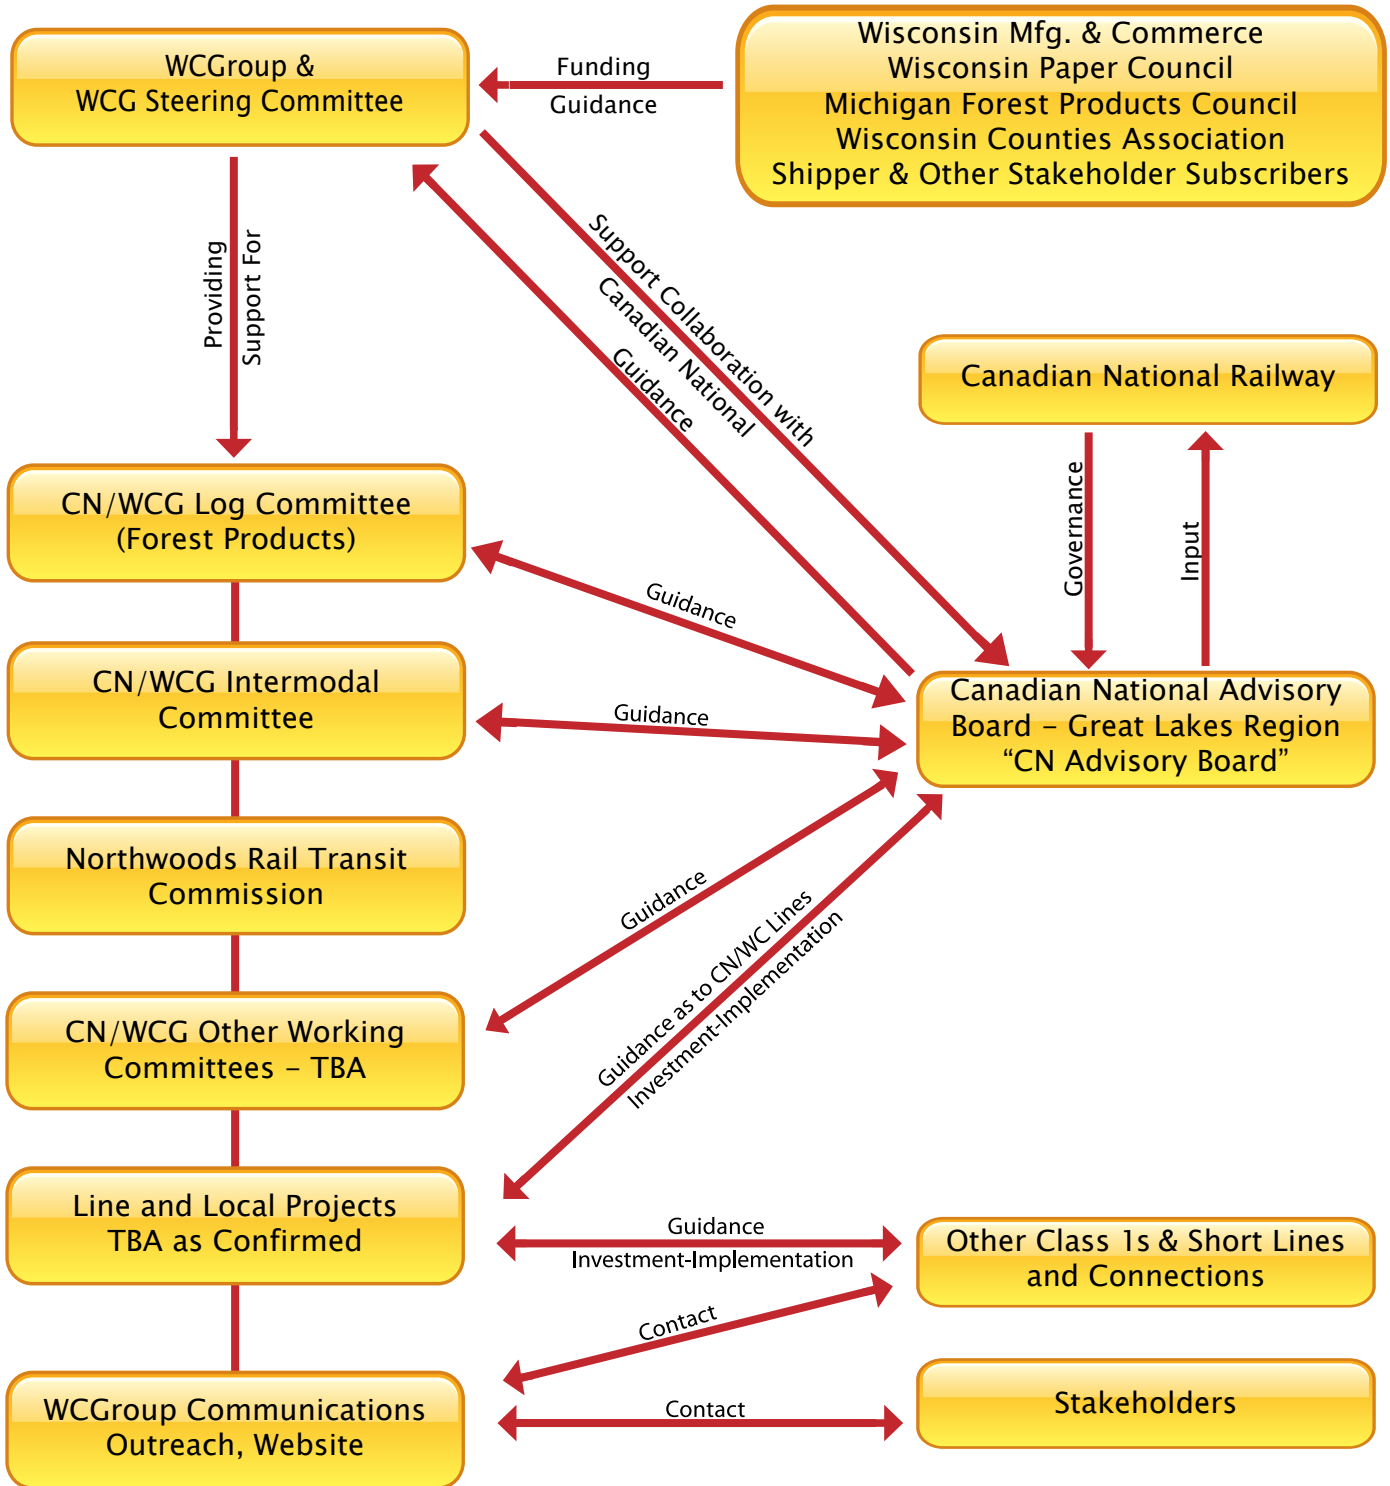 WCGroup &
WCG Steering Committee
Funding
Guidance
Wisconsin Mfg. & Commerce
Wisconsin Paper Council
Michigan Forest Products Council
Wisconsin Counties Association
Shipper & Other Stakeholder Subscribers
Providing
Support For
Support Collaboration with
Canadian National
Guidance
Canadian National Railway
Governance
Input
CN/WCG Log Committee
(Forest Products)
Guidance
CN/WCG Intermodal
Committee
Guidance
Canadian National Advisory
Board – Great Lakes Region
“CN Advisory Board”
Northwoods Rail Transit
Commission
Guidance
CN/WCG Other Working
Committees – TBA
Guidance as to CN/WC Lines
Investment-Implementation
Line and Local Projects
TBA as Confirmed
Guidance
Investment-Implementation
Other Class 1s & Short Lines
and Connections
Contact
WCGroup Communications
Outreach, Website
Contact
Stakeholders